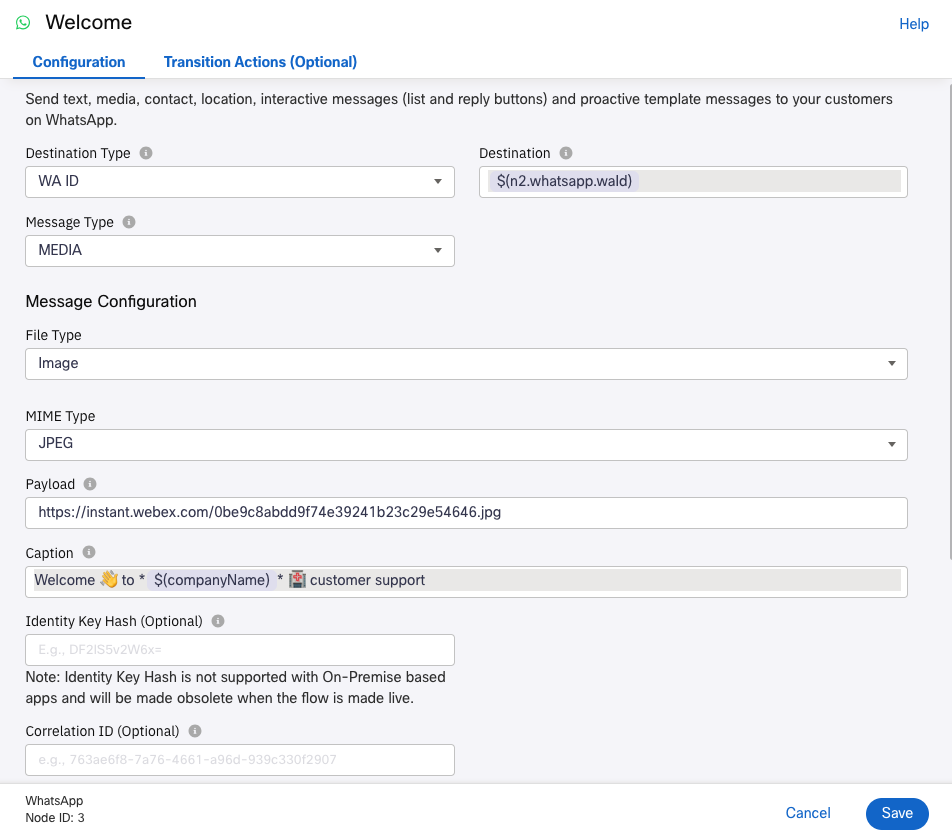 Welcome
Help
Configuration
Transition Actions (Optional)
Send text, media, contact, location, interactive messages (list and reply buttons) and proactive template messages to your customers
on WhatsApp.
Destination Type
Destination
WA ID
$(n2.whatsapp.waId)
Message Type
MEDIA
Message Configuration
File Type
Image
MIME Type
JPEG
Payload
https://instant.webex.com/0be9c8abdd9f74e39241b23c29e54646.jpg
Caption
Welcome 👋 to * $(companyName) * 🏥 customer support
Identity Key Hash (Optional)
E.g., DF2IS5v2W6x=
Note: Identity Key Hash is not supported with On-Premise based
apps and will be made obsolete when the flow is made live.
Correlation ID (Optional)
e.g., 763ae6f8-7a76-4661-a96d-939c330f2907
WhatsApp
Node ID: 3
Cancel
Save